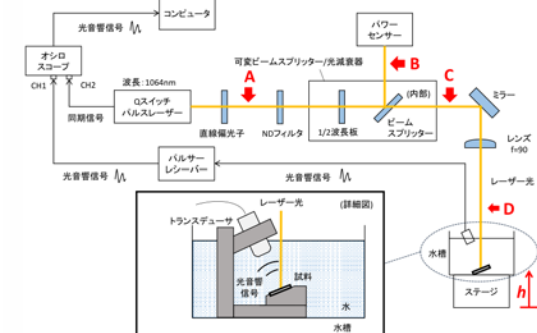 コンピュータ
光音響信号
パワー
センサー
オシロ
スコープ
可変ビームスプリッター/光減衰器
A
B
C
CH1
CH2
波長：1064nm
(内部)
ミラー
Qスイッチ
パルスレーザー
同期信号
直線偏光子
NDフィルタ
1/2波長板
ビーム
スプリッター
レンズ
f=90
パルサー
レシーバー
光音響信号
光音響信号
レーザー光
レーザー光
(詳細図)
トランスデューサ
D
水槽
光音響
信号
試料
水
水槽
ステージ
h